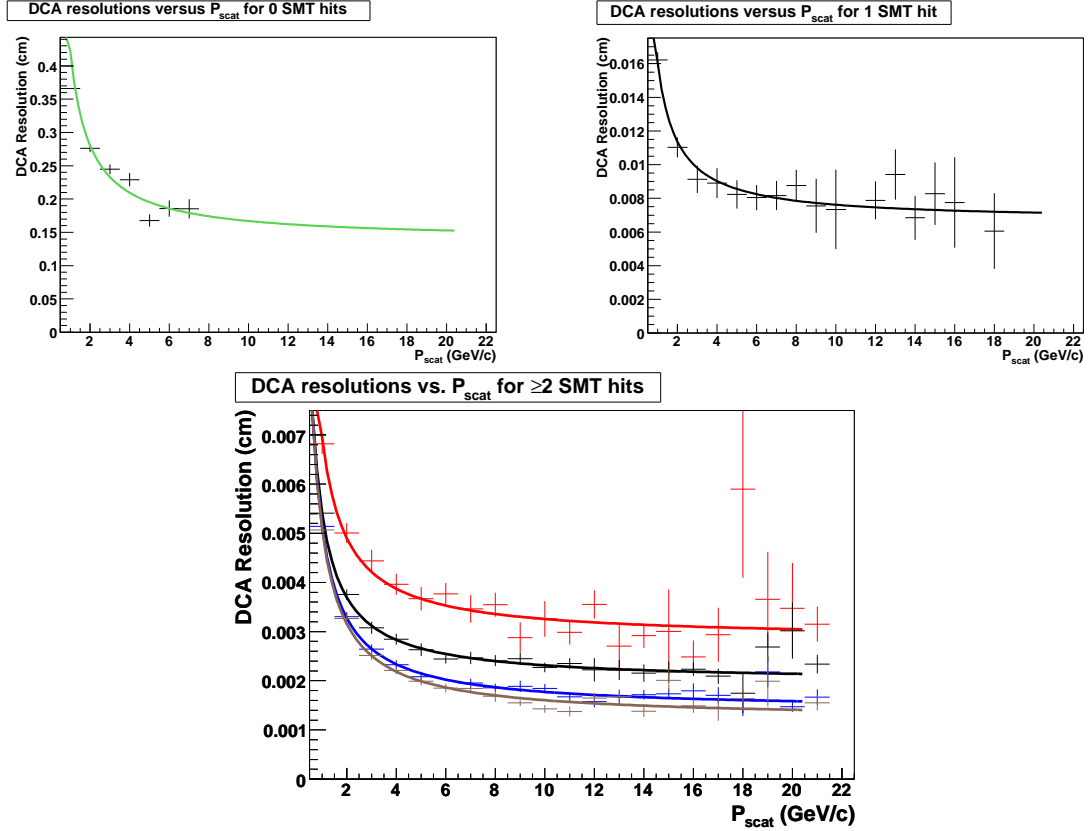 DCA resolutions versus Pscat for 0 SMT hits
DCA Resolution (cm)
0.4
0.35
0.3
0.25
0.2
0.15
0.1
0.05
0
2 4 6 8 10 12 14 16 18 20 22
Pscat (GeV/c)
DCA resolutions versus Pscat for 1 SMT hit
DCA Resolution (cm)
0.016
0.014
0.012
0.01
0.008
0.006
0.004
0.002
0
2 4 6 8 10 12 14 16 18 20 22
Pscat (GeV/c)
DCA resolutions vs. Pscat for ≥2 SMT hits
DCA Resolution (cm)
0.007
0.006
0.005
0.004
0.003
0.002
0.001
0
2 4 6 8 10 12 14 16 18 20 22
Pscat (GeV/c)